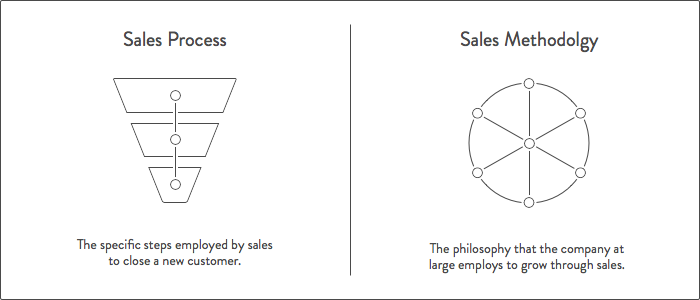 Sales Process
The specific steps employed by sales
to close a new customer.
Sales Methodolgy
The philosophy that the company at
large employs to grow through sales.